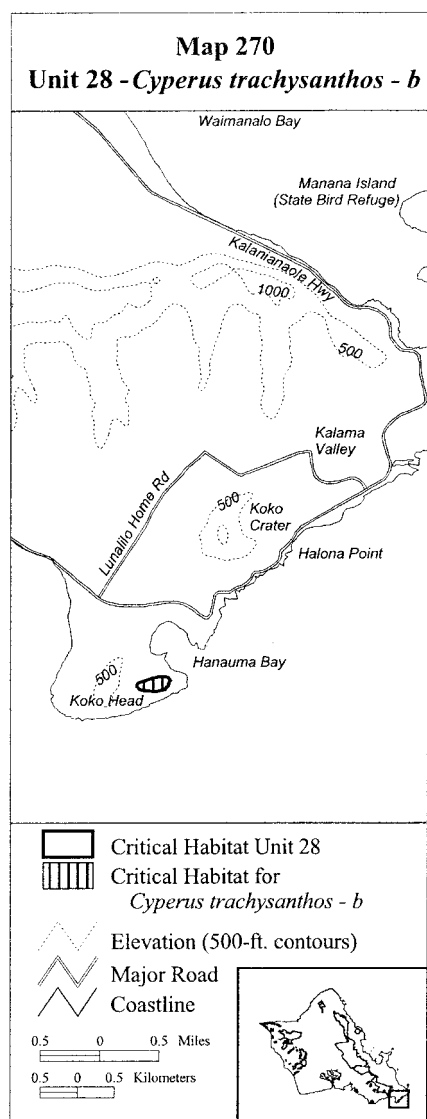 Map 270
Unit 28 - Cyperus trachysanthos - b
Waimanalo Bay
Manana Island
(State Bird Refuge)
Kalanianaole Hwy
1000
500
Kalama
Valley
Lunalilo Home Rd
500
Koko
Crater
Halona Point
Hanauma Bay
500
Koko Head
Critical Habitat Unit 28
Critical Habitat for
Cyperus trachysanthos - b
Elevation (500-ft. contours)
Major Road
Coastline
0.5 0 0.5 Miles
0.5 0 0.5 Kilometers